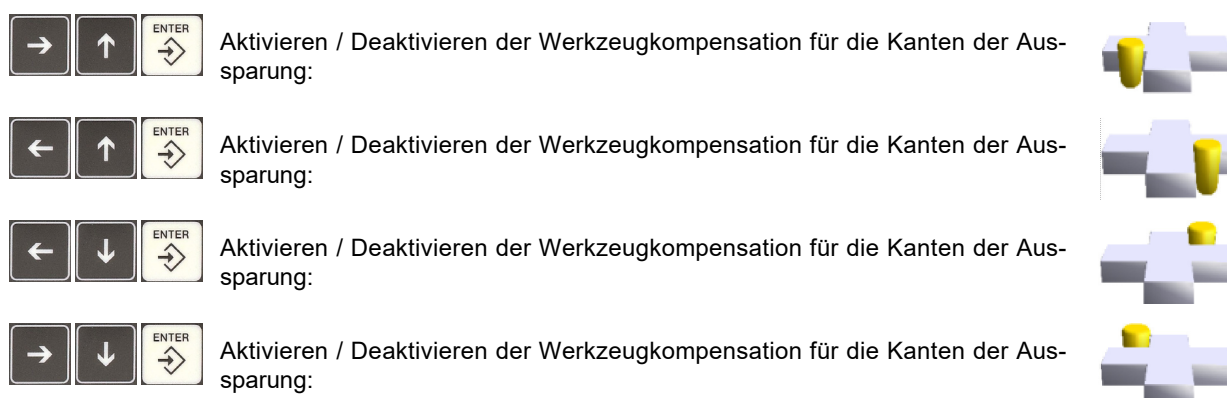 ENTER
Aktivieren / Deaktivieren der Werkzeugkompensation für die Kanten der Aus-
sparung:
ENTER
Aktivieren / Deaktivieren der Werkzeugkompensation für die Kanten der Aus-
sparung:
ENTER
Aktivieren / Deaktivieren der Werkzeugkompensation für die Kanten der Aus-
sparung:
ENTER
Aktivieren / Deaktivieren der Werkzeugkompensation für die Kanten der Aus-
sparung: